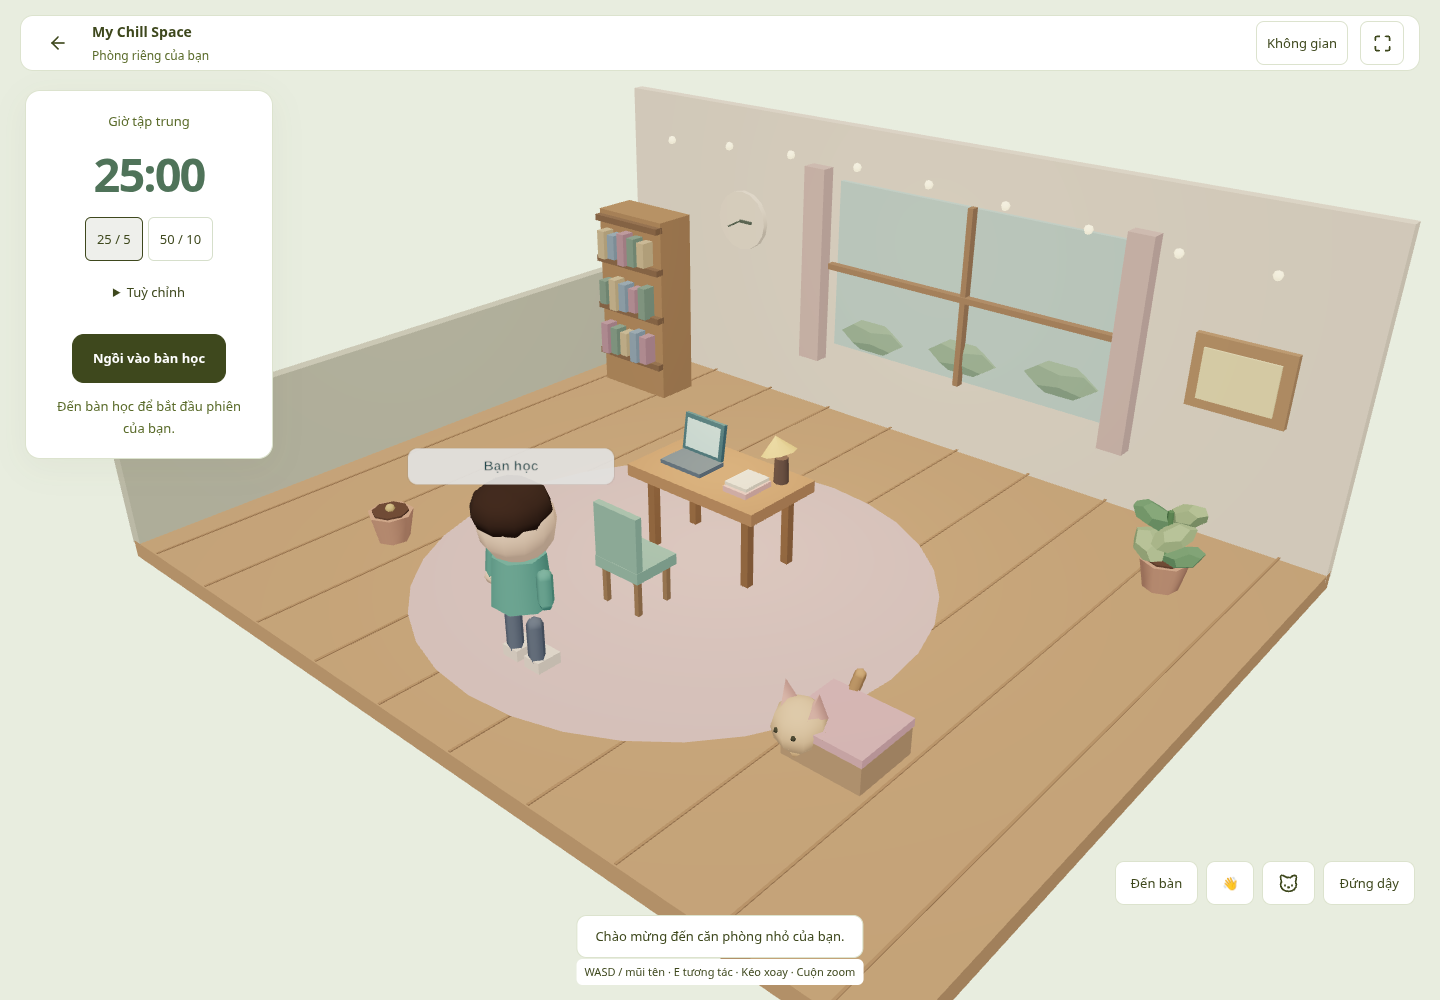 My Chill Space
Phòng riêng của bạn
Không gian
Giờ tập trung
25:00
25 / 5
50 / 10
Tuỳ chỉnh
Ngồi vào bàn học
Đến bàn học để bắt đầu phiên
của bạn.
Bạn học
Đến bàn
Đứng dậy
Chào mừng đến căn phòng nhỏ của bạn.
WASD / mũi tên · E tương tác · Kéo xoay · Cuộn zoom